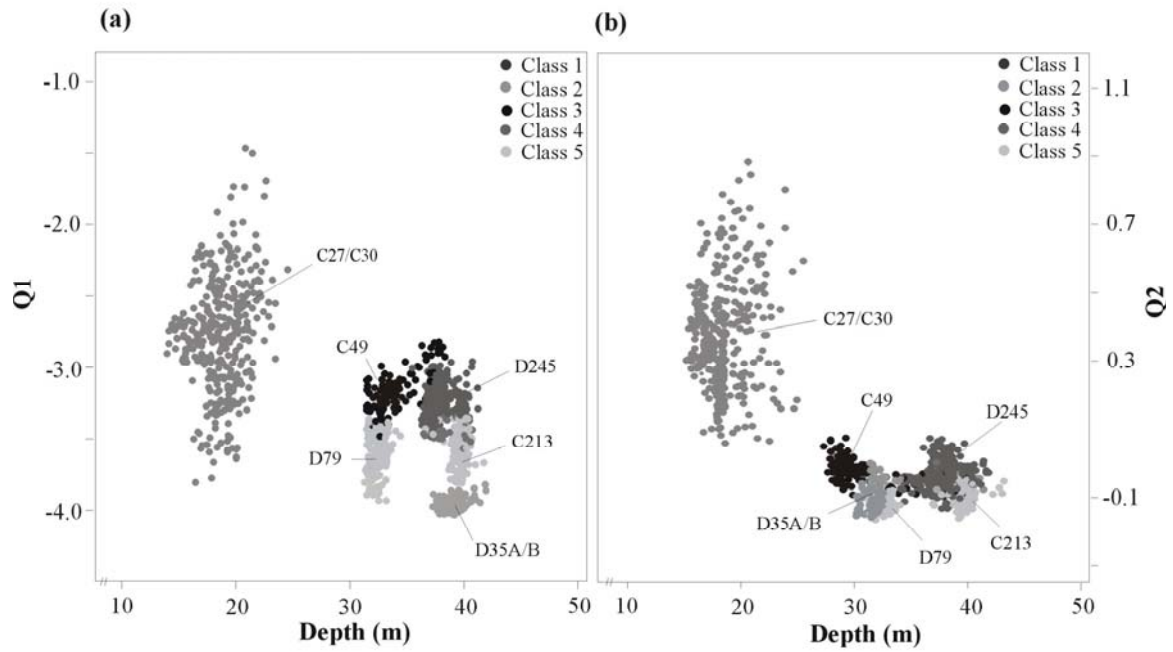 (a)
(b)
-1.0
-2.0
-3.0
-4.0
Q1
Class 1
Class 2
Class 3
Class 4
Class 5
C27/C30
C49
D245
D79
C213
D35A/B
10
20
30
40
50
Depth (m)
Class 1
Class 2
Class 3
Class 4
Class 5
C27/C30
C49
D245
D35A/B
D79
C213
1.1
0.7
0.3
-0.1
Q2
10
20
30
40
50
Depth (m)